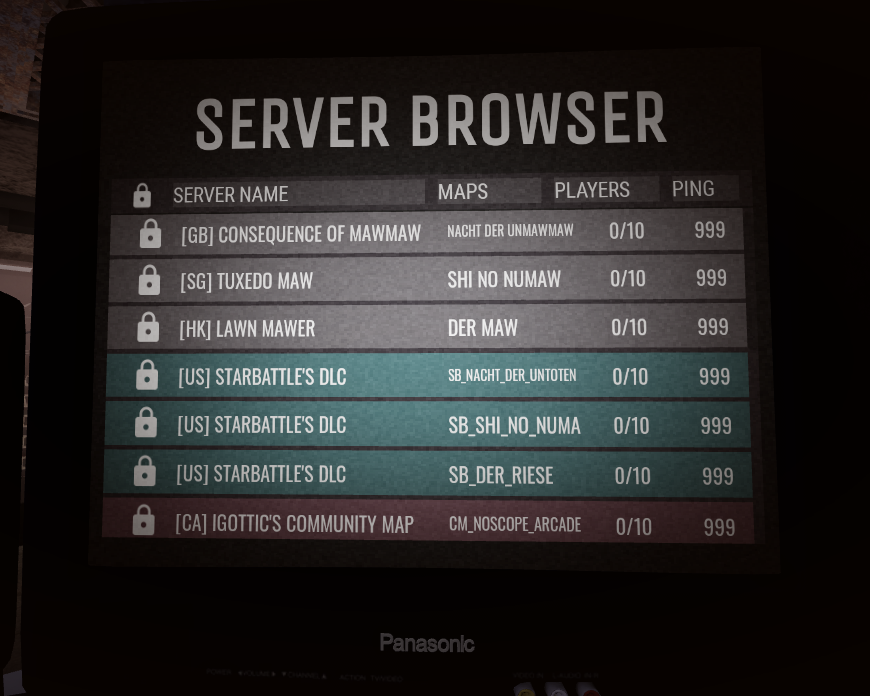 SERVER BROWSER
SERVER NAME MAPS PLAYERS PING
[GB] CONSEQUENCE OF MAWMAW NACHT DER UNMAWMAW 0/10 999
[SG] TUXEDO MAW SHI NO NUMAW 0/10 999
[HK] LAWN MAWER DER MAW 0/10 999
[US] STARBATTLE'S DLC SB_NACHT_DER_UNTOTEN 0/10 999
[US] STARBATTLE'S DLC SB_SHI_NO_NUMA 0/10 999
[US] STARBATTLE'S DLC SB_DER_RIESE 0/10 999
[CA] IGOTTIC'S COMMUNITY MAP CM_NOSCOPE_ARCADE 0/10 999
Panasonic